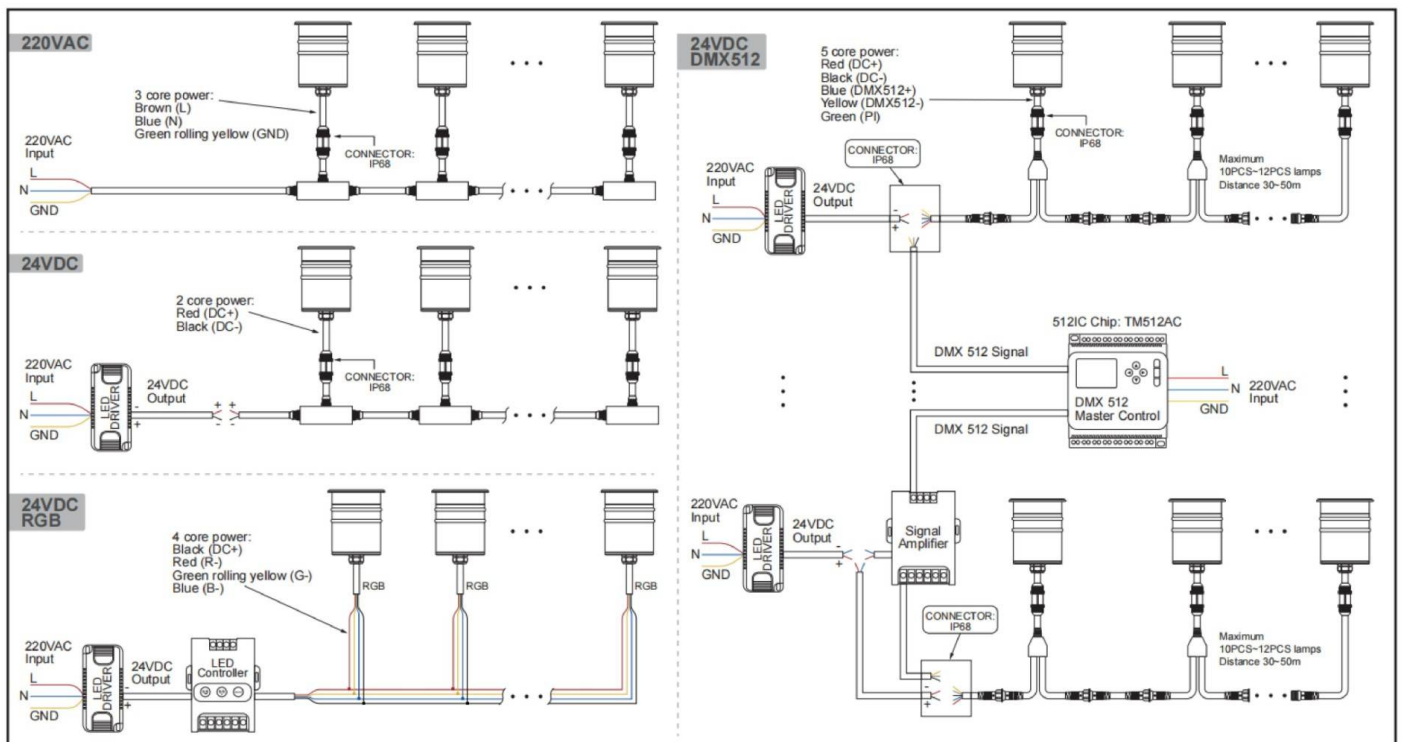 220VAC
3 core power:
Brown (L)
Blue (N)
Green rolling yellow (GND)
CONNECTOR:
IP68
220VAC
Input
L
N
GND
24VDC
2 core power:
Red (DC+)
Black (DC-)
CONNECTOR:
IP68
220VAC
Input
L
N
GND
LED
DRIVER
24VDC
Output
-
+
+ +
- -
24VDC
RGB
4 core power:
Black (DC+)
Red (R-)
Green rolling yellow (G-)
Blue (B-)
RGB
RGB
RGB
220VAC
Input
L
N
GND
LED
DRIVER
24VDC
Output
-
+
LED
Controller
24VDC
DMX512
5 core power:
Red (DC+)
Black (DC-)
Blue (DMX512+)
Yellow (DMX512-)
Green (PI)
CONNECTOR:
IP68
CONNECTOR:
IP68
Maximum
10PCS~12PCS lamps
Distance 30~50m
220VAC
Input
L
N
GND
LED
DRIVER
24VDC
Output
-
+
512IC Chip: TM512AC
DMX 512 Signal
DMX 512
Master Control
L
N
GND
220VAC
Input
DMX 512 Signal
220VAC
Input
L
N
GND
LED
DRIVER
24VDC
Output
-
+
Signal
Amplifier
CONNECTOR:
IP68
-
+
Maximum
10PCS~12PCS lamps
Distance 30~50m